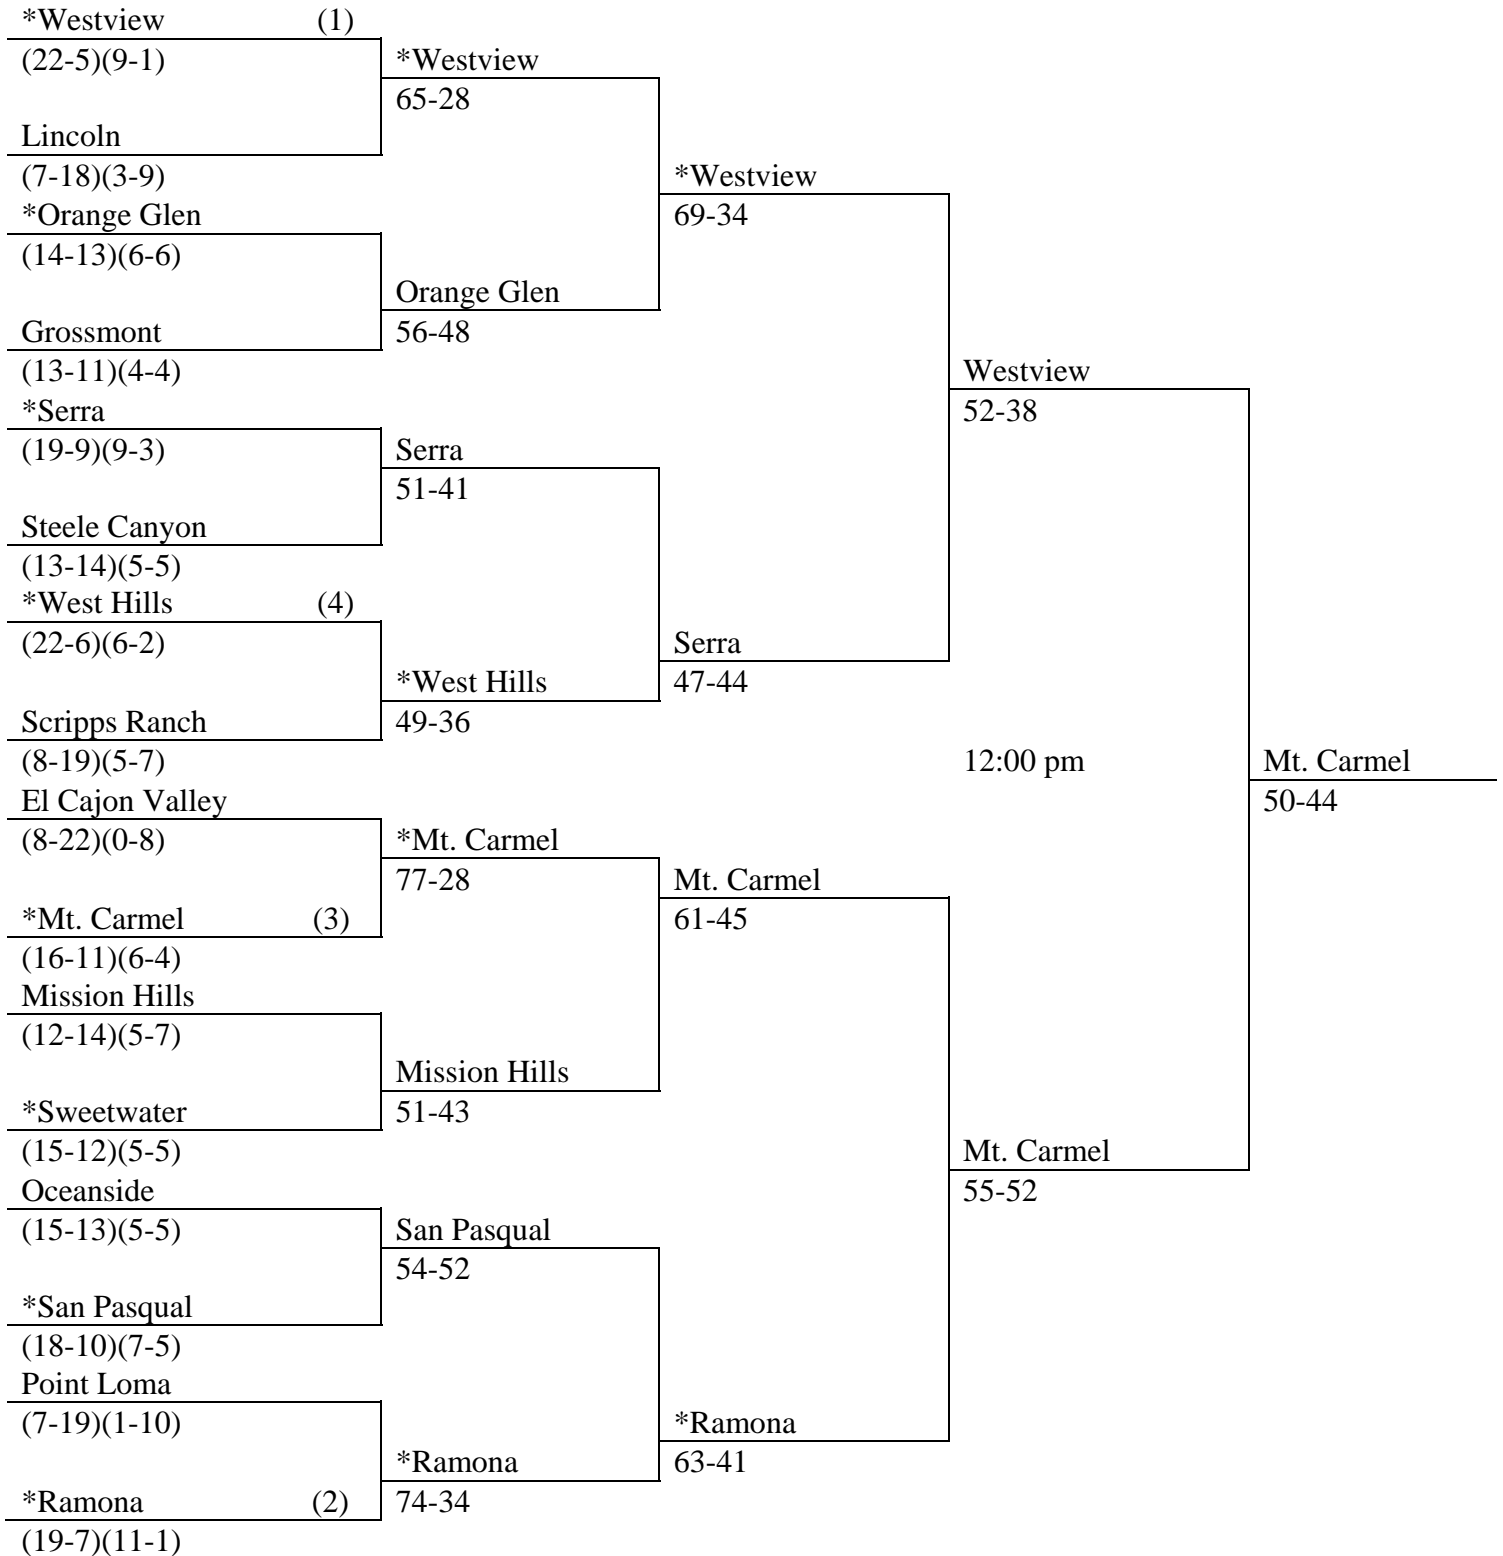 *Westview (1)
(22-5)(9-1)
Lincoln
(7-18)(3-9)
*Orange Glen
(14-13)(6-6)
Grossmont
(13-11)(4-4)
*Serra
(19-9)(9-3)
Steele Canyon
(13-14)(5-5)
*West Hills (4)
(22-6)(6-2)
Scripps Ranch
(8-19)(5-7)
El Cajon Valley
(8-22)(0-8)
*Mt. Carmel (3)
(16-11)(6-4)
Mission Hills
(12-14)(5-7)
*Sweetwater
(15-12)(5-5)
Oceanside
(15-13)(5-5)
*San Pasqual
(18-10)(7-5)
Point Loma
(7-19)(1-10)
*Ramona (2)
(19-7)(11-1)
*Westview
65-28
Orange Glen
56-48
Serra
51-41
*West Hills
49-36
*Mt. Carmel
77-28
Mission Hills
51-43
San Pasqual
54-52
*Ramona
74-34
*Westview
69-34
Serra
47-44
Mt. Carmel
61-45
*Ramona
63-41
Westview
52-38
12:00 pm
Mt. Carmel
55-52
Mt. Carmel
50-44